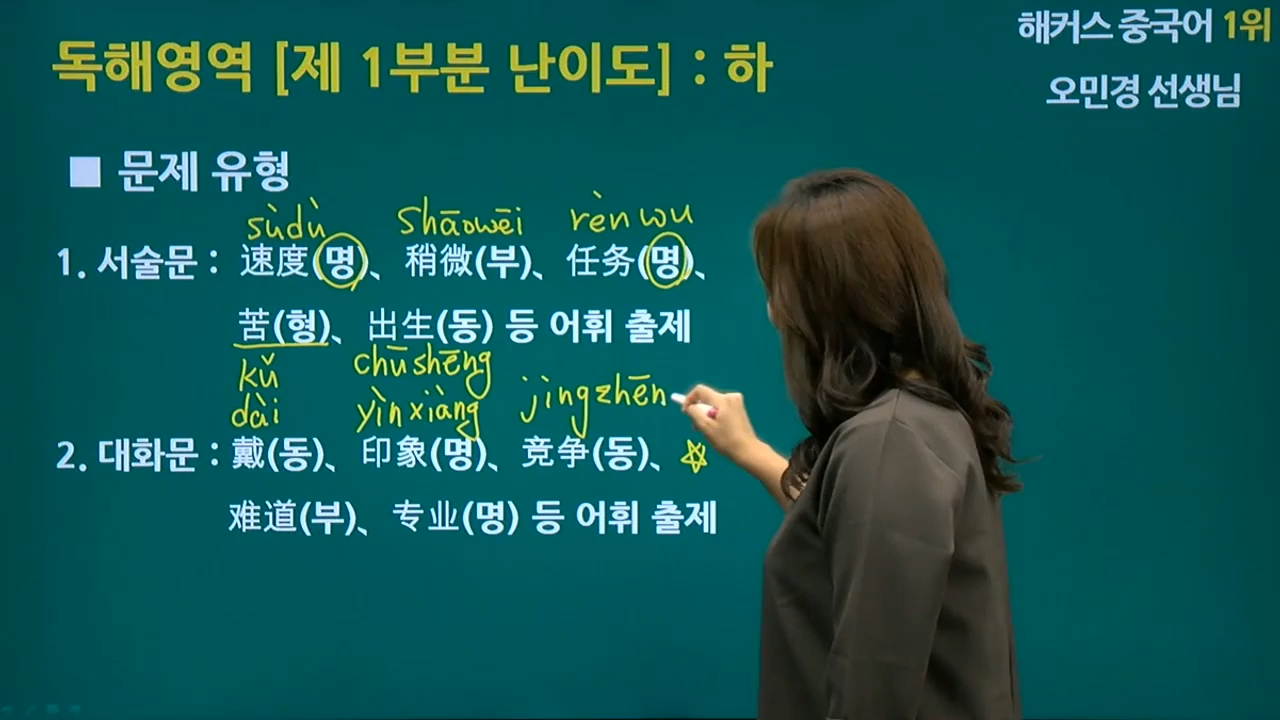 해커스 중국어 1위
오민경 선생님
독해영역 [제 1부분 난이도] : 하
■ 문제 유형
sùdù shāowēi rènwu
1. 서술문 : 速度(명)、稍微(부)、任务(명)、
苦(형)、出生(동) 등 어휘 출제
kǔ chūshēng
dài yìnxiàng jìngzhēn
2. 대화문 : 戴(동)、印象(명)、竞争(동)、
难道(부)、专业(명) 등 어휘 출제